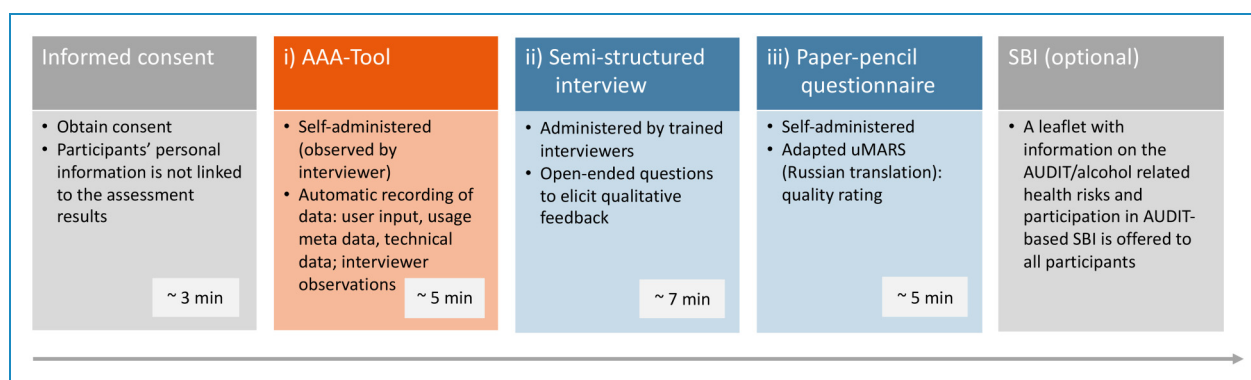 Informed consent
• Obtain consent
• Participants’ personal
information is not linked
to the assessment
results
~ 3 min
i) AAA-Tool
• Self-administered
(observed by
interviewer)
• Automatic recording of
data: user input, usage
meta data, technical
data; interviewer
observations
~ 5 min
ii) Semi-structured
interview
• Administered by trained
interviewers
• Open-ended questions
to elicit qualitative
feedback
~ 7 min
iii) Paper-pencil
questionnaire
• Self-administered
• Adapted uMARS
(Russian translation):
quality rating
~ 5 min
SBI (optional)
• A leaflet with
information on the
AUDIT/alcohol related
health risks and
participation in AUDIT-
based SBI is offered to
all participants